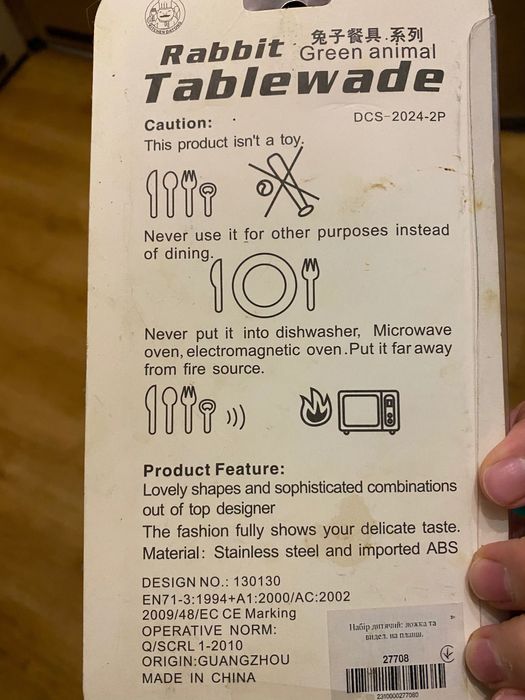 Rabbit 兔子餐具.系列
Green animal
Tablewade
Caution:
DCS-2024-2P
This product isn't a toy.
Never use it for other purposes instead
of dining.
Never put it into dishwasher, Microwave
oven, electromagnetic oven.Put it far away
from fire source.
Product Feature:
Lovely shapes and sophisticated combinations
out of top designer
The fashion fully shows your delicate taste.
Material: Stainless steel and imported ABS
DESIGN NO.: 130130
EN71-3:1994+A1:2000/AC:2002
2009/48/EC CE Marking
OPERATIVE NORM:
Q/SCRL 1-2010
ORIGIN:GUANGZHOU
MADE IN CHINA
Набір дитячий: ложка та
видел. на планш.
27708
2310000277080